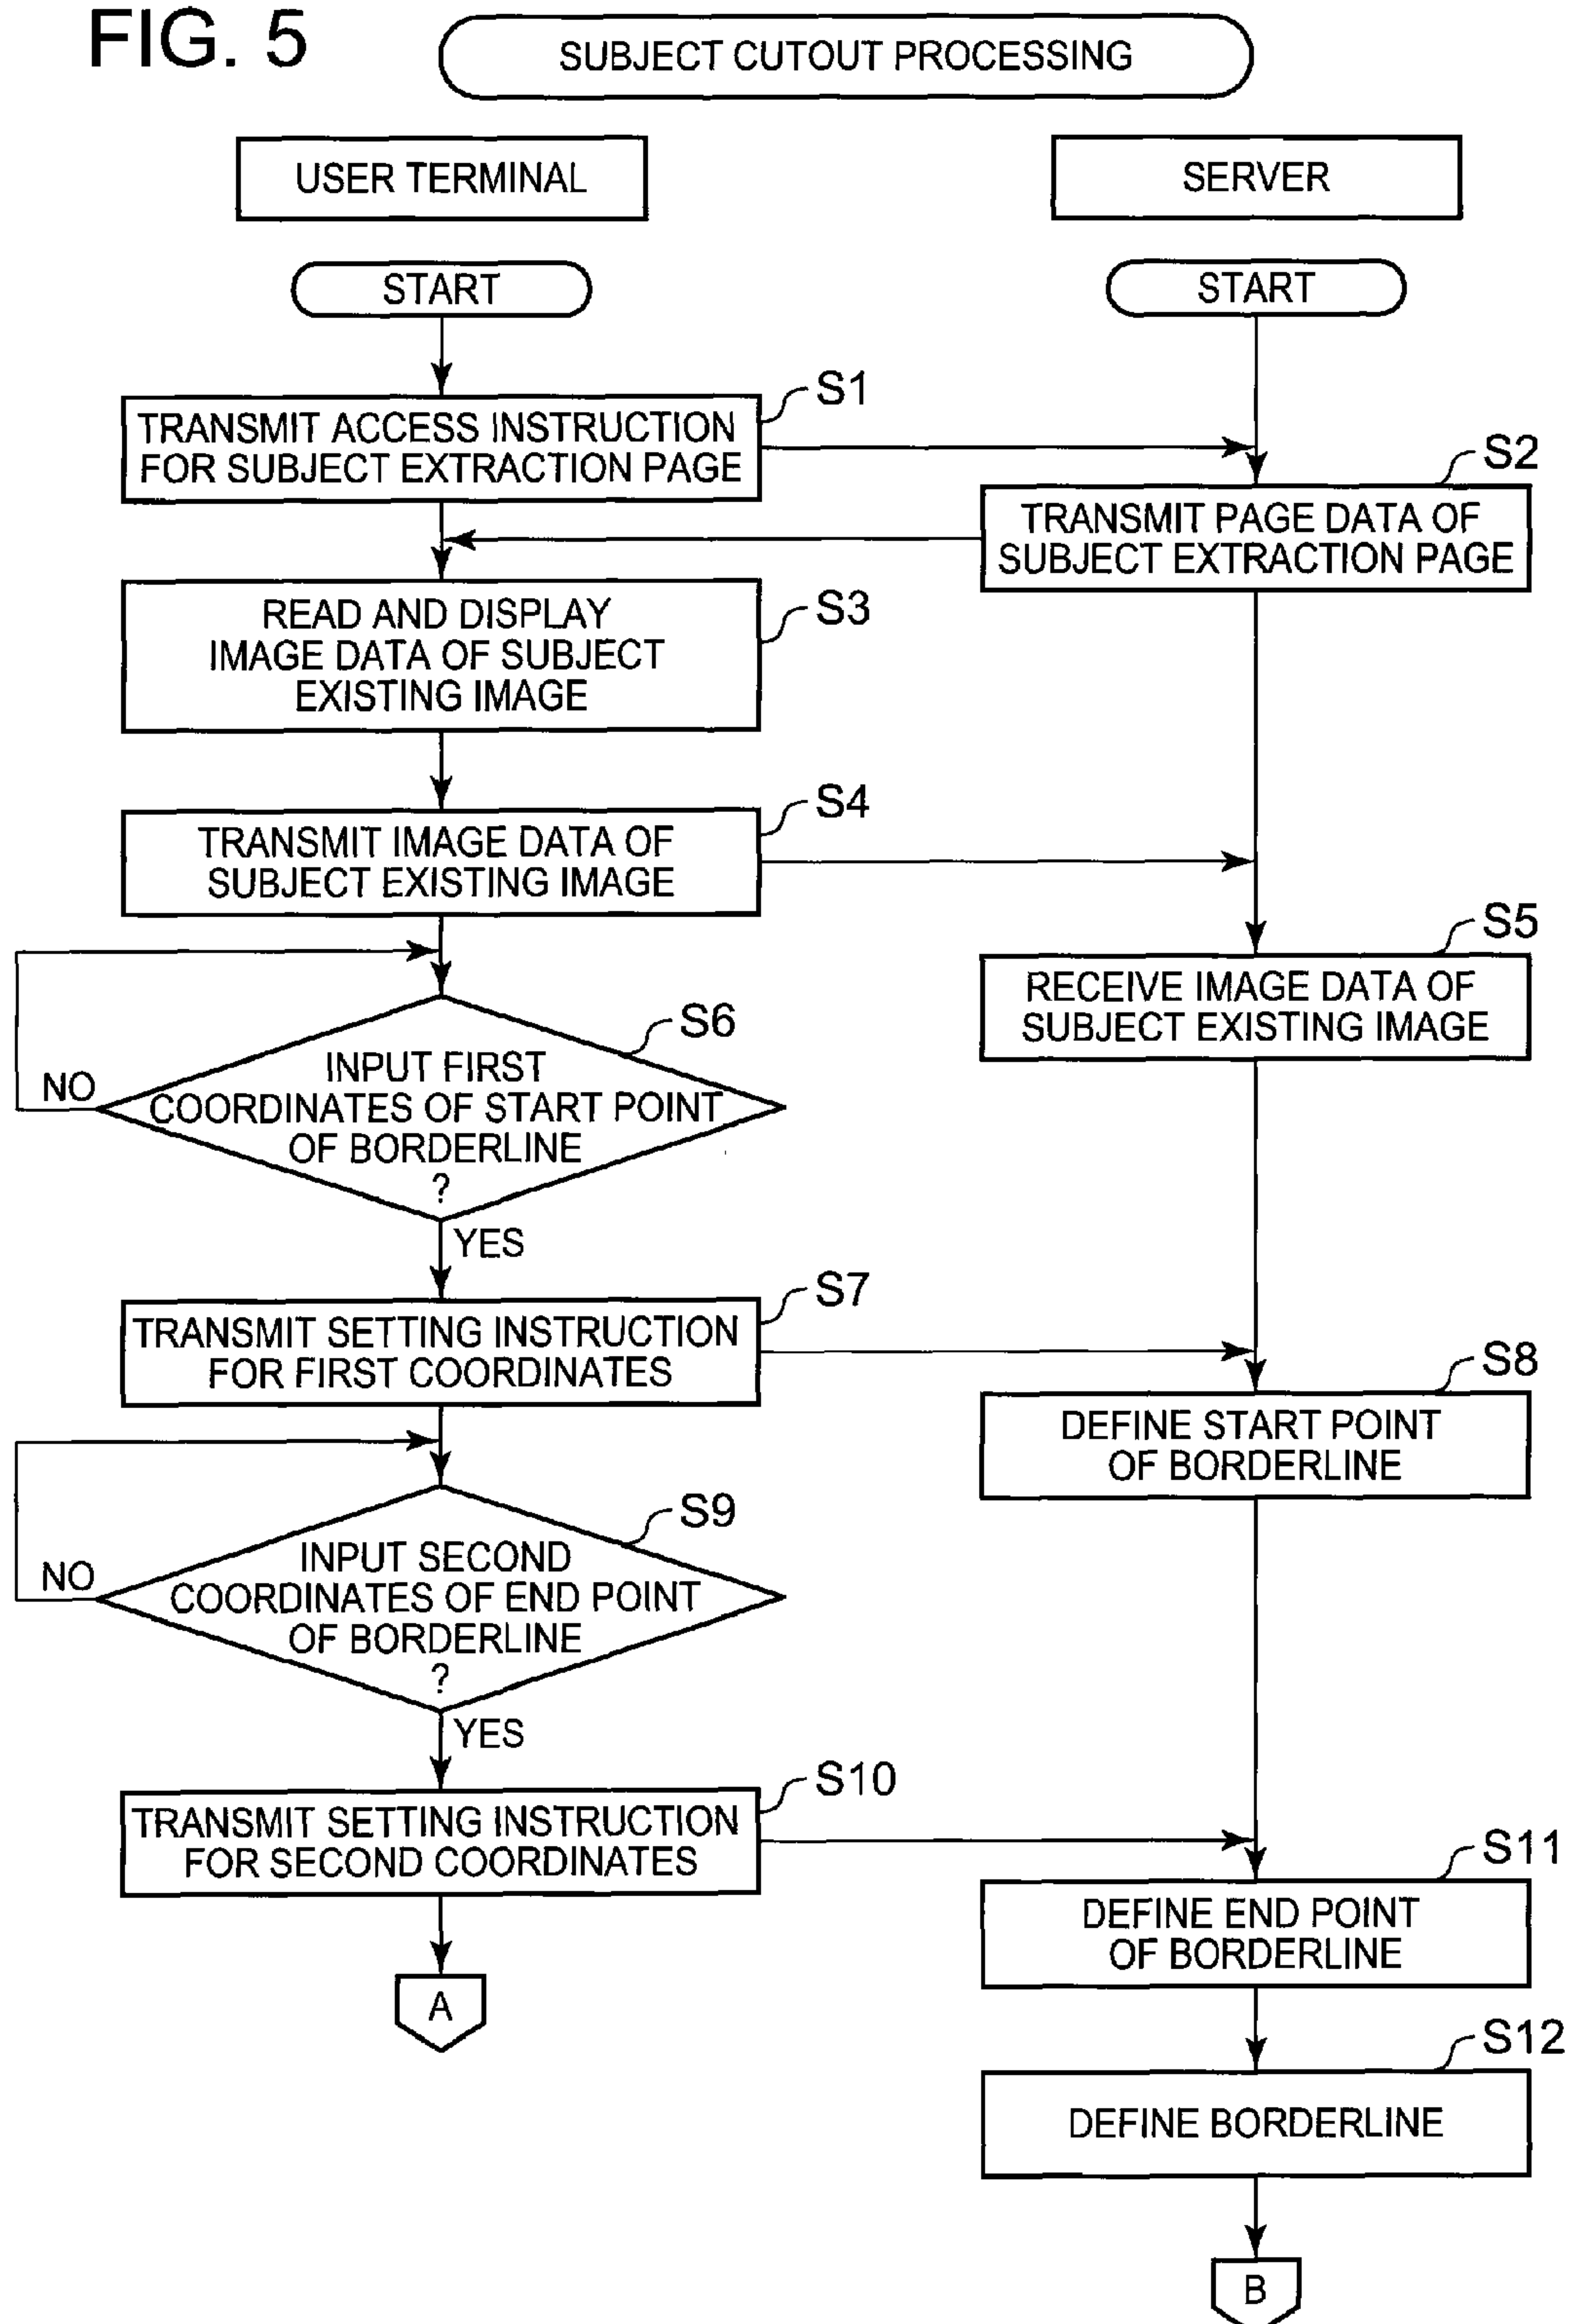 FIG. 5
SUBJECT CUTOUT PROCESSING
USER TERMINAL
SERVER
START
START
S1
TRANSMIT ACCESS INSTRUCTION
FOR SUBJECT EXTRACTION PAGE
S2
TRANSMIT PAGE DATA OF
SUBJECT EXTRACTION PAGE
S3
READ AND DISPLAY
IMAGE DATA OF SUBJECT
EXISTING IMAGE
S4
TRANSMIT IMAGE DATA OF
SUBJECT EXISTING IMAGE
S5
RECEIVE IMAGE DATA OF
SUBJECT EXISTING IMAGE
S6
INPUT FIRST
COORDINATES OF START POINT
OF BORDERLINE
?
NO
YES
S7
TRANSMIT SETTING INSTRUCTION
FOR FIRST COORDINATES
S8
DEFINE START POINT
OF BORDERLINE
S9
INPUT SECOND
COORDINATES OF END POINT
OF BORDERLINE
?
NO
YES
S10
TRANSMIT SETTING INSTRUCTION
FOR SECOND COORDINATES
S11
DEFINE END POINT
OF BORDERLINE
A
S12
DEFINE BORDERLINE
B